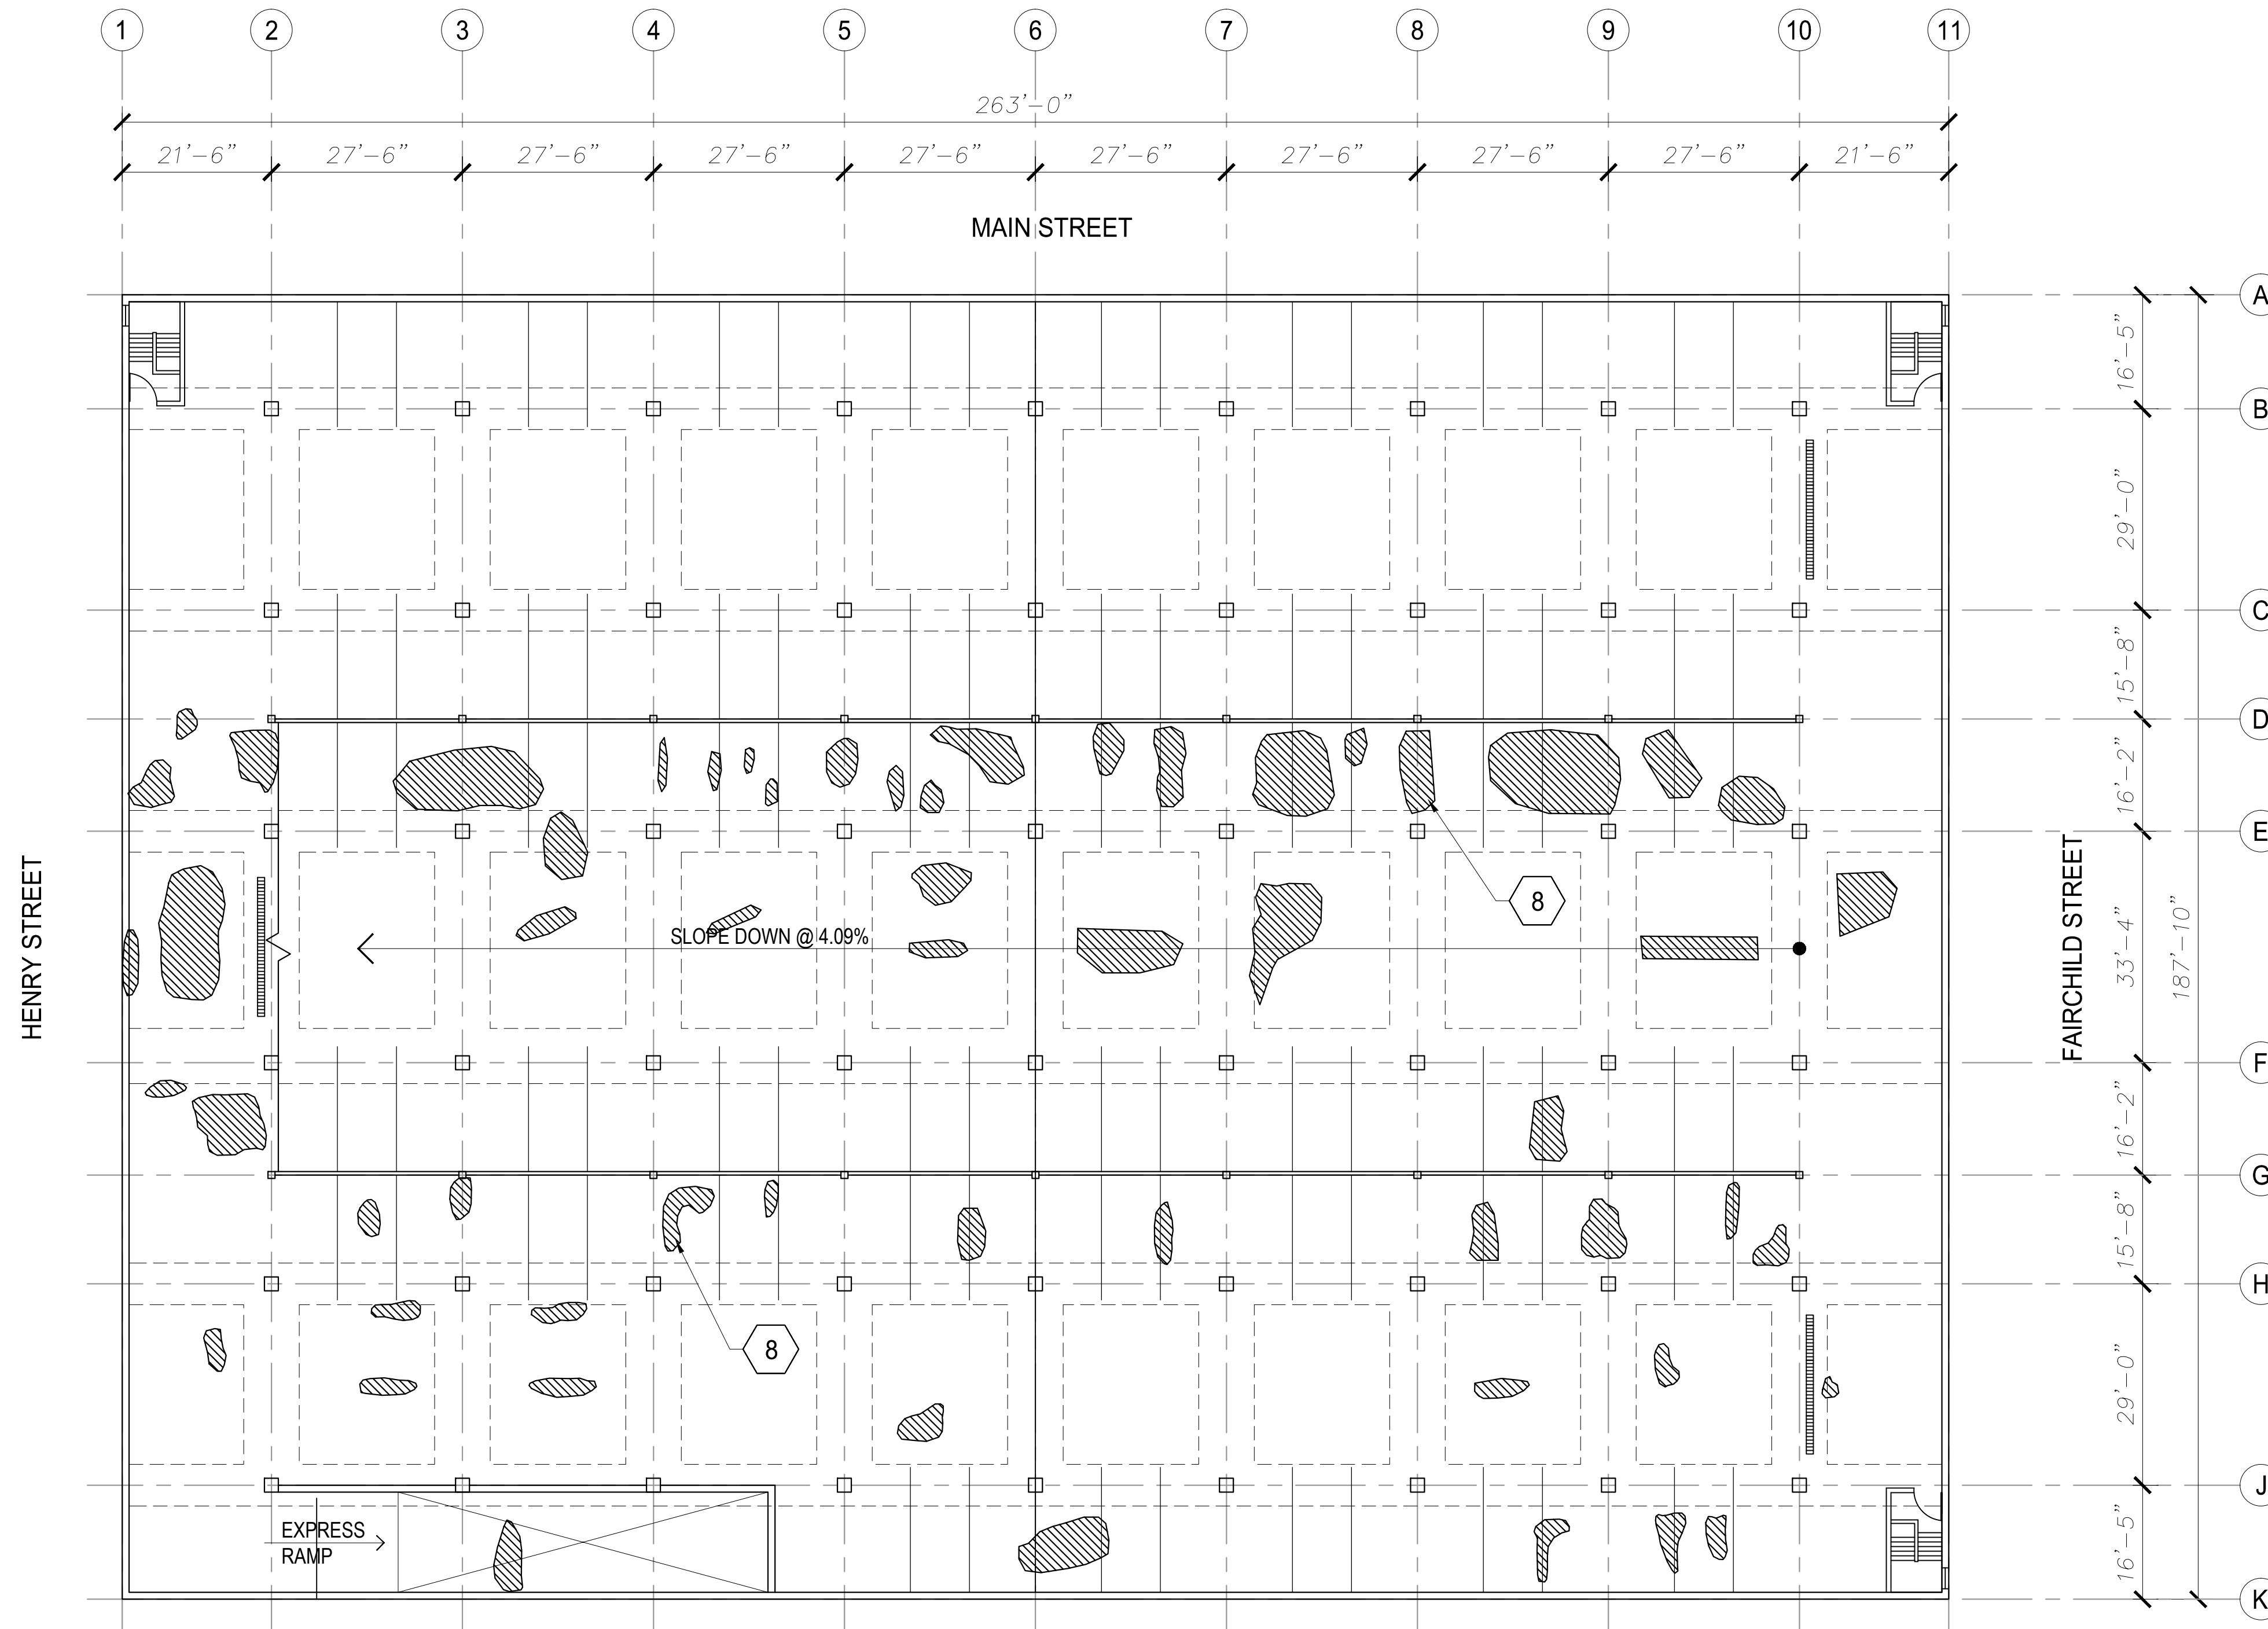 1 2 3 4 5 6 7 8 9 10 11
263’-0”
21’-6” 27’-6” 27’-6” 27’-6” 27’-6” 27’-6” 27’-6” 27’-6” 27’-6” 21’-6”
MAIN STREET
A
16’-5”
B
29’-0”
C
15’-8”
D
16’-2”
E
8
HENRY STREET
SLOPE DOWN @ 4.09%
FAIRCHILD STREET
33’-4”
187’-10”
F
16’-2”
G
15’-8”
H
8
29’-0”
J
EXPRESS
RAMP
16’-5”
K